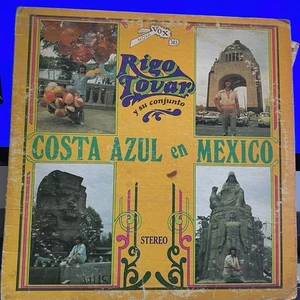 Vox
Rigo
Tovar
y su conjunto
COSTA AZUL en MEXICO
STEREO